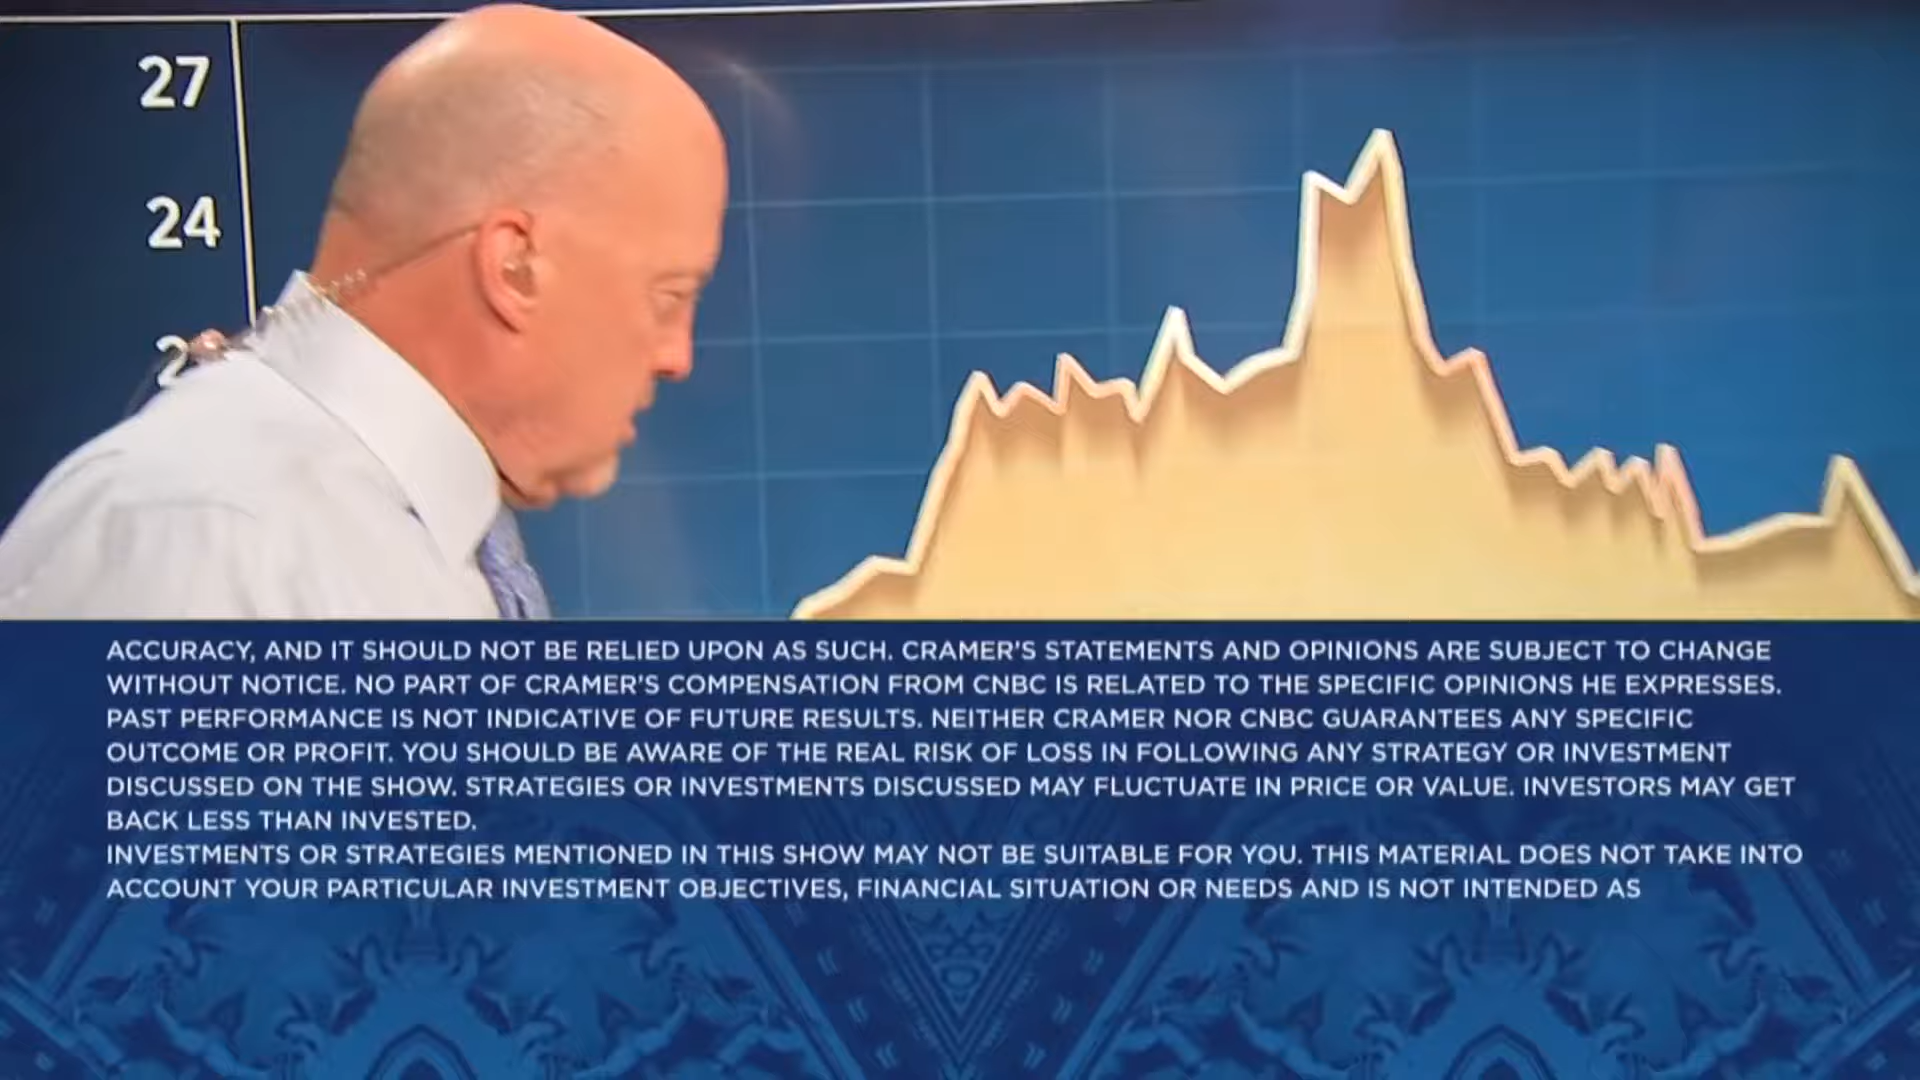 27
24
2
ACCURACY, AND IT SHOULD NOT BE RELIED UPON AS SUCH. CRAMER'S STATEMENTS AND OPINIONS ARE SUBJECT TO CHANGE
WITHOUT NOTICE. NO PART OF CRAMER'S COMPENSATION FROM CNBC IS RELATED TO THE SPECIFIC OPINIONS HE EXPRESSES.
PAST PERFORMANCE IS NOT INDICATIVE OF FUTURE RESULTS. NEITHER CRAMER NOR CNBC GUARANTEES ANY SPECIFIC
OUTCOME OR PROFIT. YOU SHOULD BE AWARE OF THE REAL RISK OF LOSS IN FOLLOWING ANY STRATEGY OR INVESTMENT
DISCUSSED ON THE SHOW. STRATEGIES OR INVESTMENTS DISCUSSED MAY FLUCTUATE IN PRICE OR VALUE. INVESTORS MAY GET
BACK LESS THAN INVESTED.
INVESTMENTS OR STRATEGIES MENTIONED IN THIS SHOW MAY NOT BE SUITABLE FOR YOU. THIS MATERIAL DOES NOT TAKE INTO
ACCOUNT YOUR PARTICULAR INVESTMENT OBJECTIVES, FINANCIAL SITUATION OR NEEDS AND IS NOT INTENDED AS